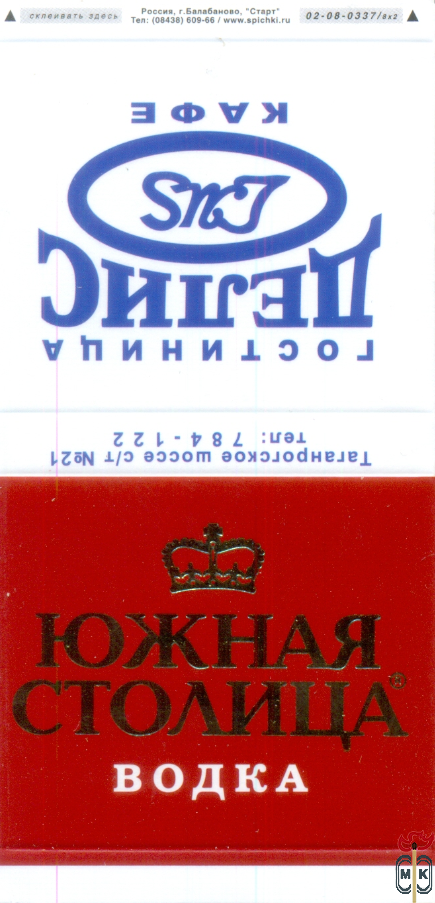 склеивать здесь
Россия, г.Балабаново, "Старт"
Тел: (08438) 609-66 / www.spichki.ru
02-08-0337/8х2
Таганрогское шоссе с/т №21
тел: 784-122
ГОСТИНИЦА
ДЕЛИС
КАФЕ
ЮЖНАЯ
СТОЛИЦА®
ВОДКА
МК